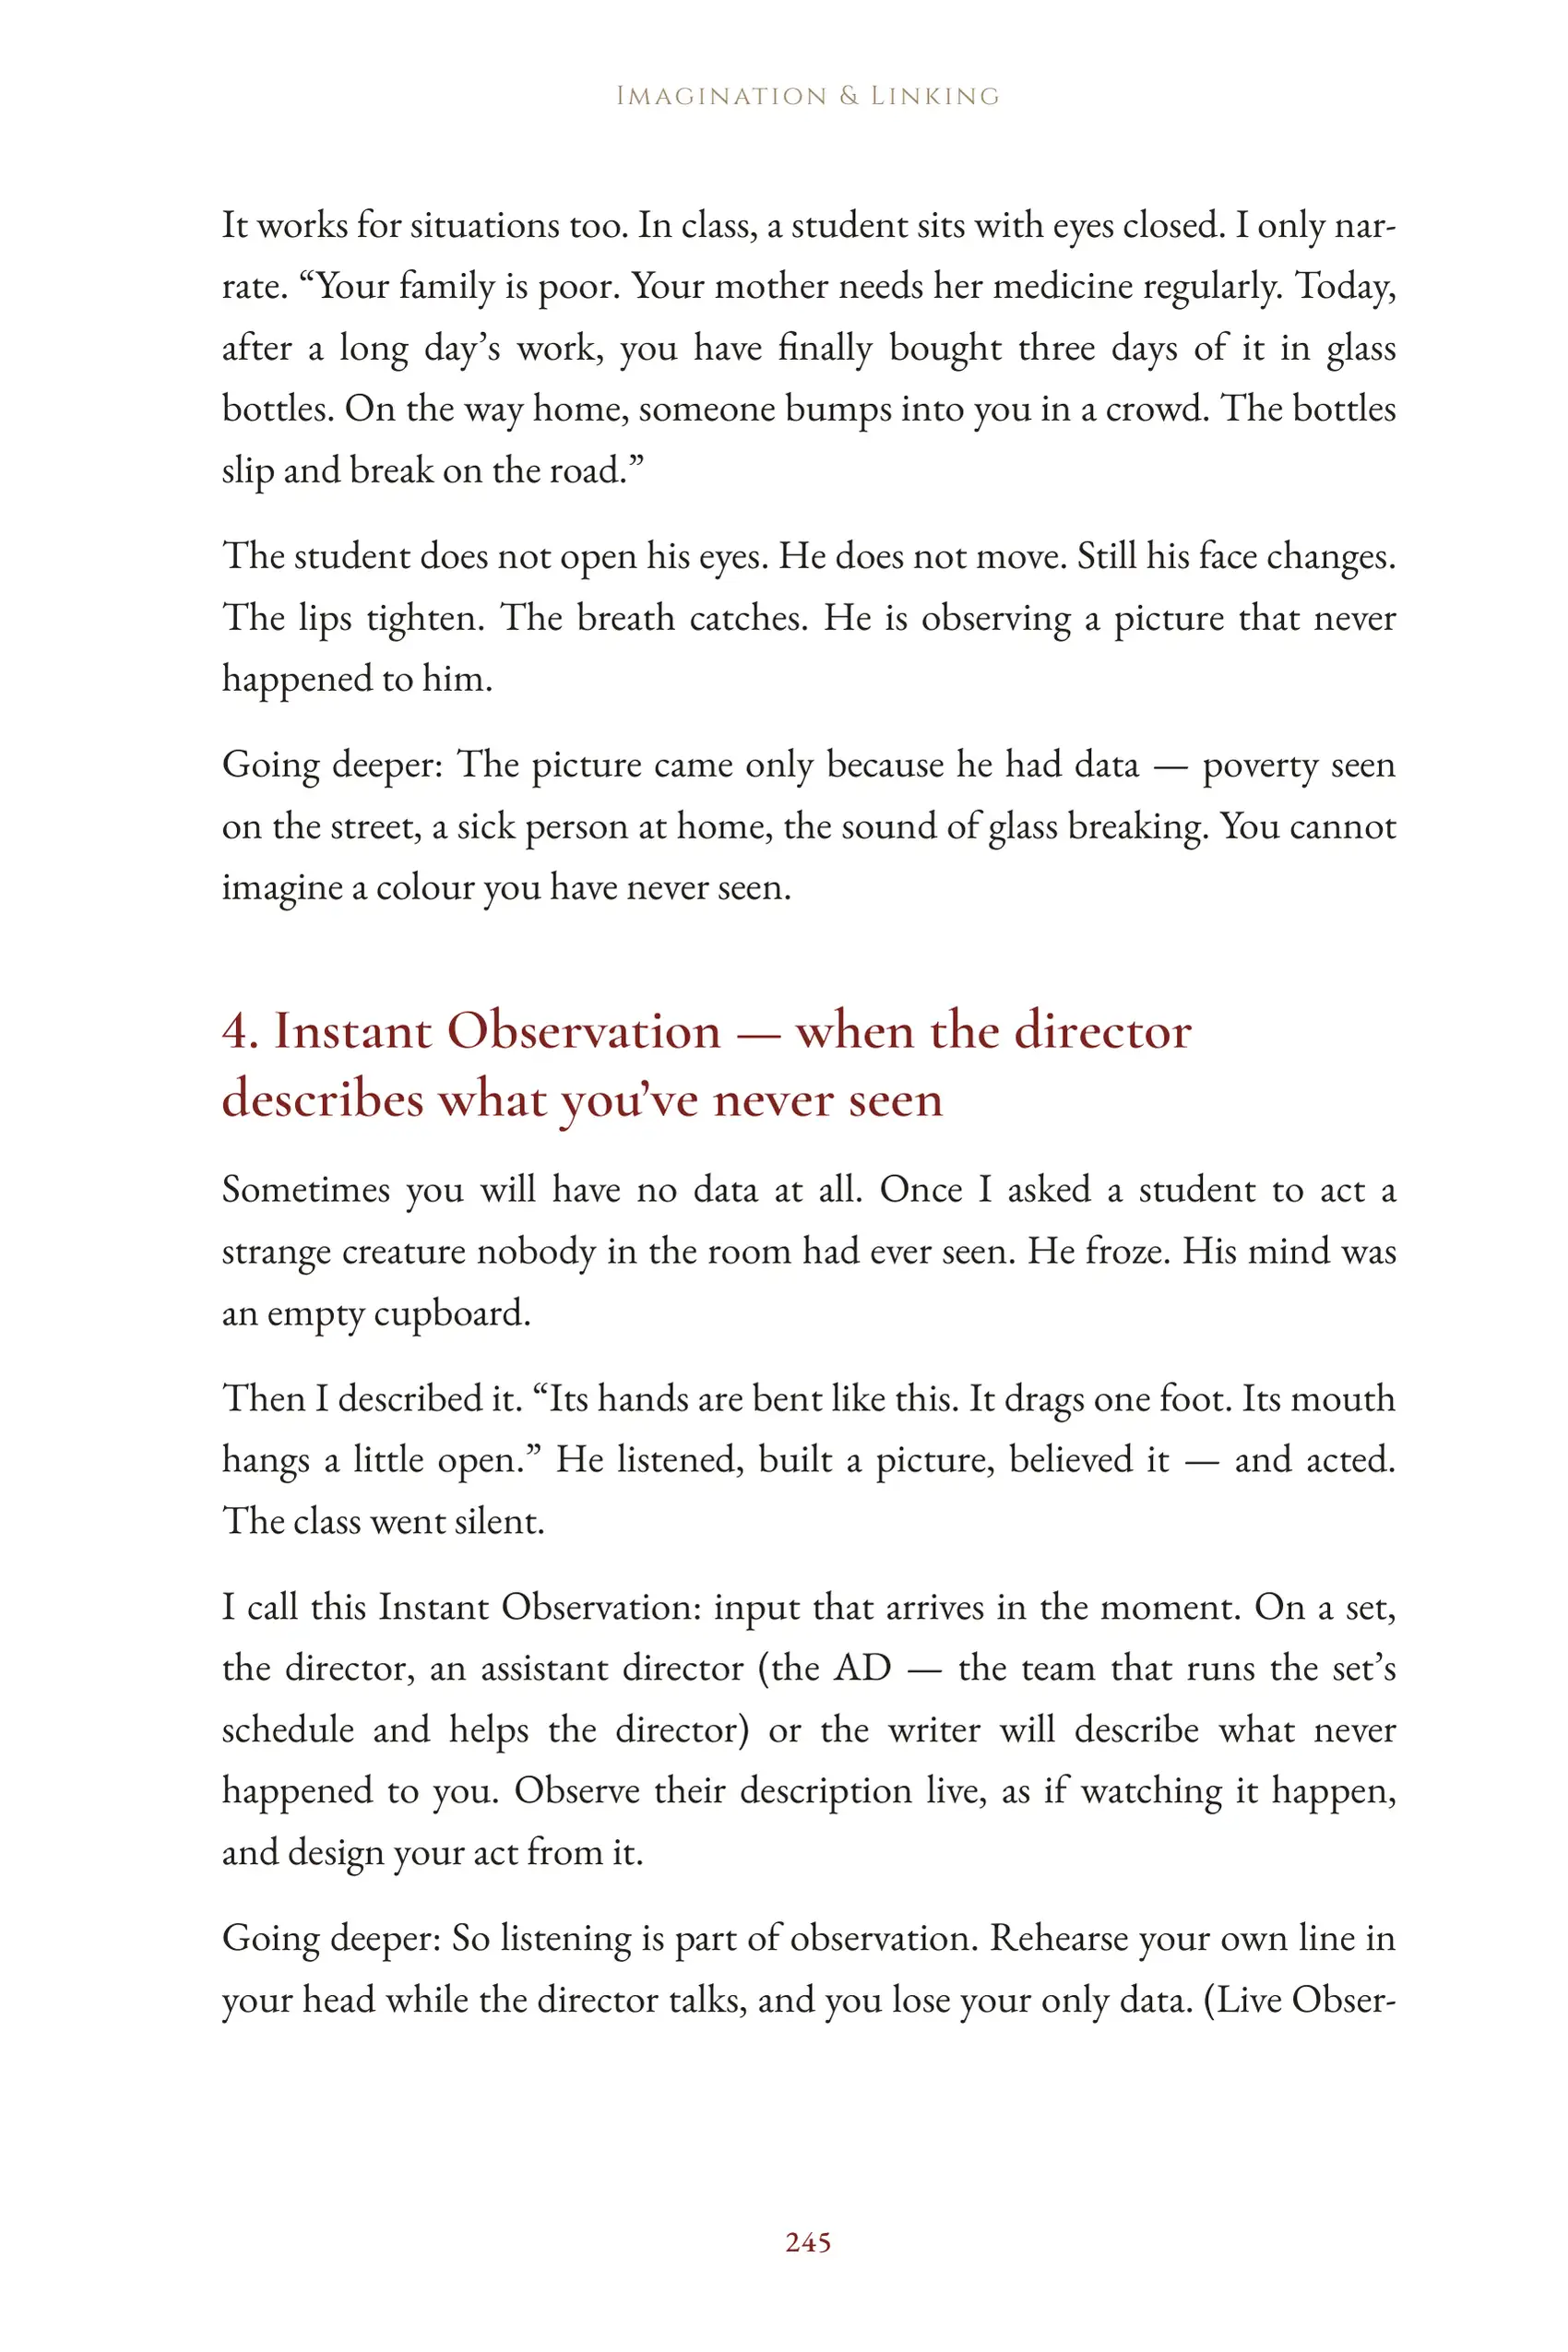 Imagination & Linking
It works for situations too. In class, a student sits with eyes closed. I only nar-
rate. “Your family is poor. Your mother needs her medicine regularly. Today,
after a long day’s work, you have finally bought three days of it in glass
bottles. On the way home, someone bumps into you in a crowd. The bottles
slip and break on the road.”
The student does not open his eyes. He does not move. Still his face changes.
The lips tighten. The breath catches. He is observing a picture that never
happened to him.
Going deeper: The picture came only because he had data — poverty seen
on the street, a sick person at home, the sound of glass breaking. You cannot
imagine a colour you have never seen.
4. Instant Observation — when the director
describes what you’ve never seen
Sometimes you will have no data at all. Once I asked a student to act a
strange creature nobody in the room had ever seen. He froze. His mind was
an empty cupboard.
Then I described it. “Its hands are bent like this. It drags one foot. Its mouth
hangs a little open.” He listened, built a picture, believed it — and acted.
The class went silent.
I call this Instant Observation: input that arrives in the moment. On a set,
the director, an assistant director (the AD — the team that runs the set’s
schedule and helps the director) or the writer will describe what never
happened to you. Observe their description live, as if watching it happen,
and design your act from it.
Going deeper: So listening is part of observation. Rehearse your own line in
your head while the director talks, and you lose your only data. (Live Obser-
245